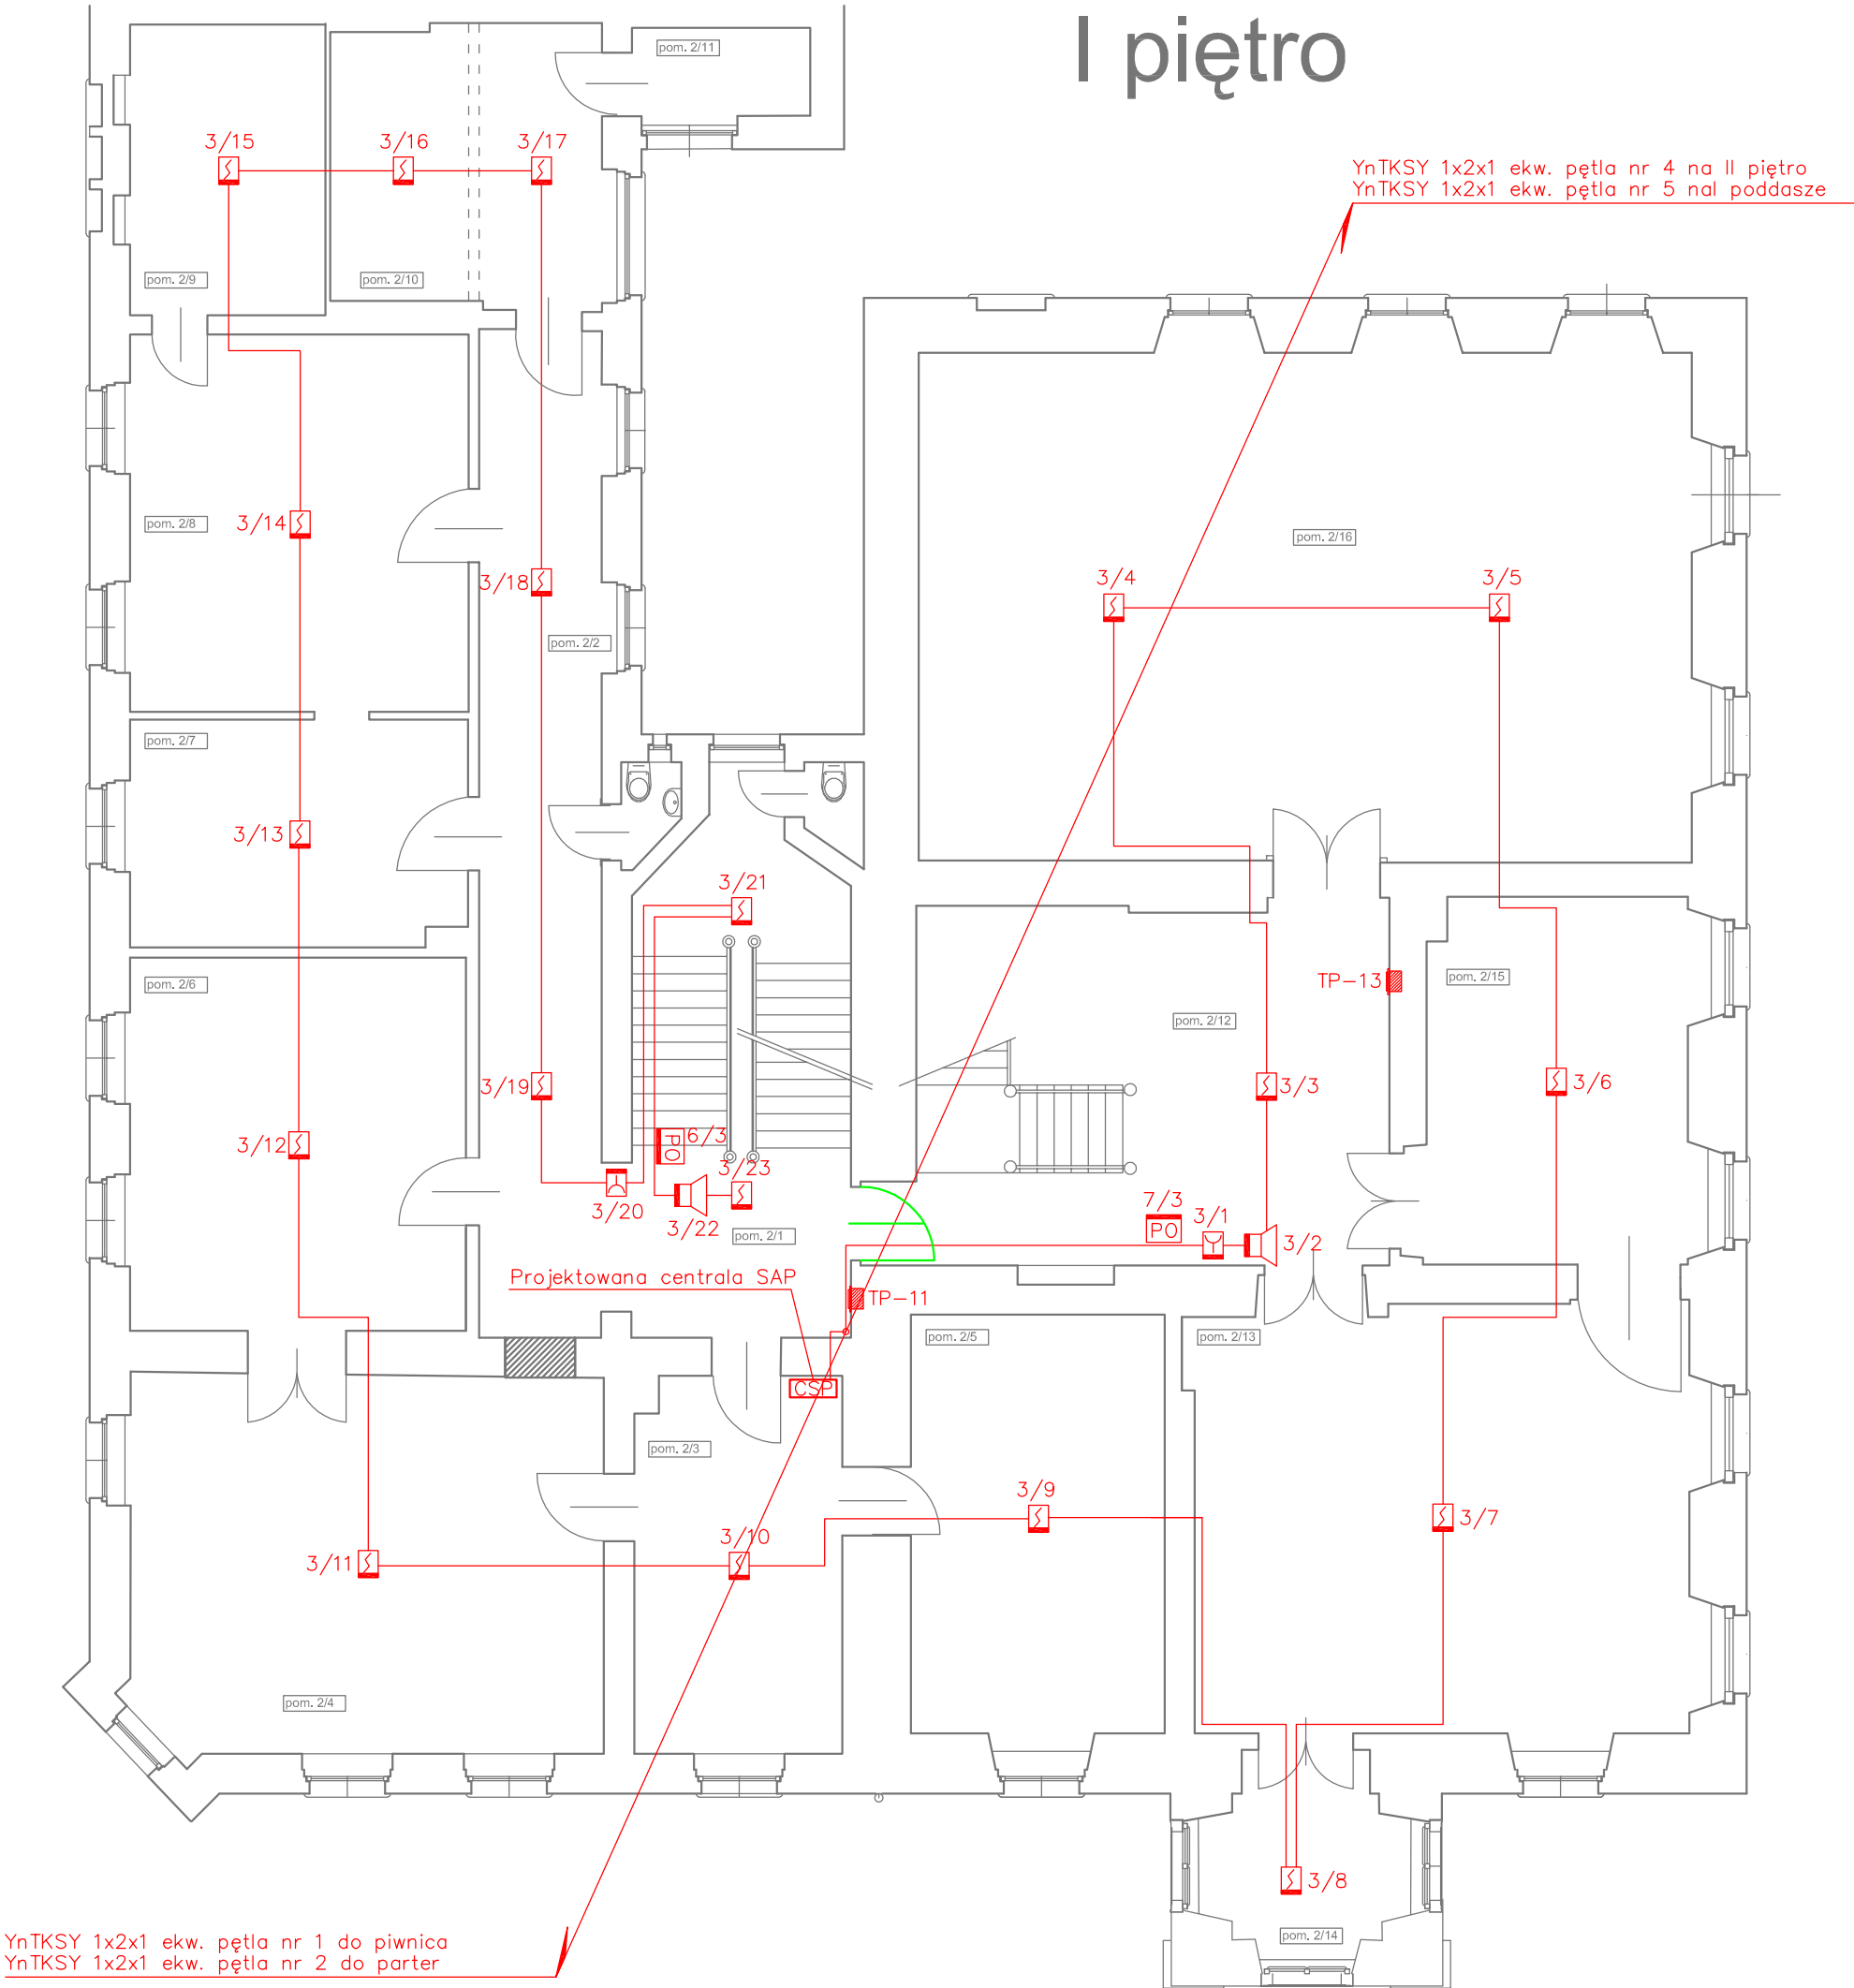 I piętro
pom. 2/11
3/15
3/16
3/17
YnTKSY 1x2x1 ekw. pętla nr 4 na II piętro
YnTKSY 1x2x1 ekw. pętla nr 5 nal poddasze
pom. 2/9
pom. 2/10
3/14
pom. 2/8
pom. 2/16
3/18
3/4
3/5
pom. 2/2
pom. 2/7
3/13
3/21
pom. 2/6
TP-13
pom. 2/15
pom. 2/12
3/19
3/3
3/6
3/12
PO
6/3
3/23
3/20
3/22
pom. 2/1
7/3
PO
3/1
3/2
Projektowana centrala SAP
TP-11
pom. 2/5
pom. 2/13
CSP
pom. 2/3
3/9
3/7
3/10
3/11
pom. 2/4
3/8
pom. 2/14
YnTKSY 1x2x1 ekw. pętla nr 1 do piwnica
YnTKSY 1x2x1 ekw. pętla nr 2 do parter